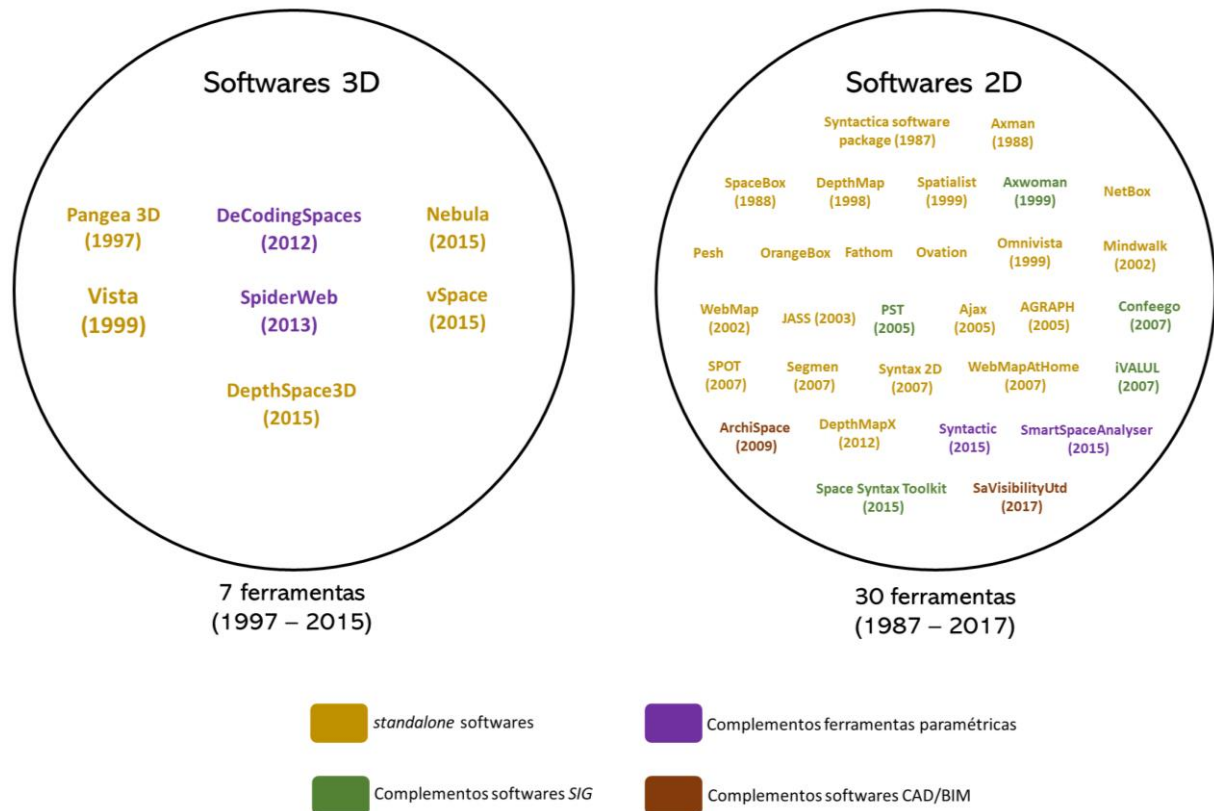 Softwares 3D
Pangea 3D
(1997)
DeCodingSpaces
(2012)
Nebula
(2015)
Vista
(1999)
SpiderWeb
(2013)
vSpace
(2015)
DepthSpace3D
(2015)
7 ferramentas
(1997 – 2015)
Softwares 2D
Syntactica software
package (1987)
Axman
(1988)
SpaceBox
(1988)
DepthMap
(1998)
Spatialist
(1999)
Axwoman
(1999)
NetBox
Pesh
OrangeBox
Fathom
Ovation
Omnivista
(1999)
Mindwalk
(2002)
WebMap
(2002)
JASS (2003)
PST
(2005)
Ajax
(2005)
AGRAPH
(2005)
Confeego
(2007)
SPOT
(2007)
Segmen
(2007)
Syntax 2D
(2007)
WebMapAtHome
(2007)
iVALUL
(2007)
ArchiSpace
(2009)
DepthMapX
(2012)
Syntactic
(2015)
SmartSpaceAnalyser
(2015)
Space Syntax Toolkit
(2015)
SaVisibilityUtd
(2017)
30 ferramentas
(1987 – 2017)
standalone softwares
Complementos ferramentas paramétricas
Complementos softwares SIG
Complementos softwares CAD/BIM